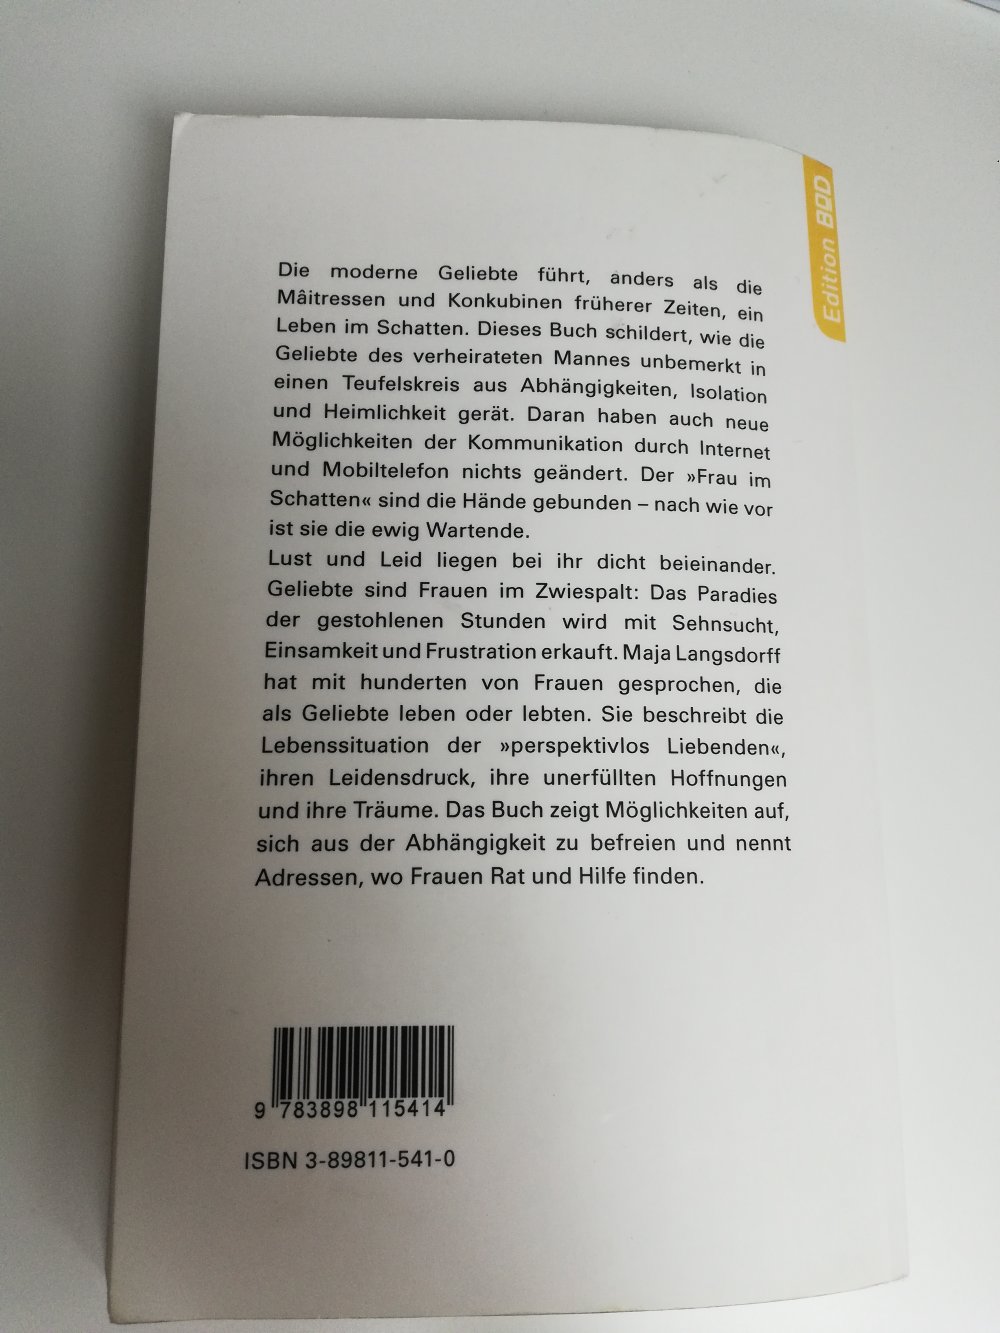 Edition BOD
Die moderne Geliebte führt, anders als die
Mâitressen und Konkubinen früherer Zeiten, ein
Leben im Schatten. Dieses Buch schildert, wie die
Geliebte des verheirateten Mannes unbemerkt in
einen Teufelskreis aus Abhängigkeiten, Isolation
und Heimlichkeit gerät. Daran haben auch neue
Möglichkeiten der Kommunikation durch Internet
und Mobiltelefon nichts geändert. Der »Frau im
Schatten« sind die Hände gebunden – nach wie vor
ist sie die ewig Wartende.
Lust und Leid liegen bei ihr dicht beieinander.
Geliebte sind Frauen im Zwiespalt: Das Paradies
der gestohlenen Stunden wird mit Sehnsucht,
Einsamkeit und Frustration erkauft. Maja Langsdorff
hat mit hunderten von Frauen gesprochen, die
als Geliebte leben oder lebten. Sie beschreibt die
Lebenssituation der »perspektivlos Liebenden«,
ihren Leidensdruck, ihre unerfüllten Hoffnungen
und ihre Träume. Das Buch zeigt Möglichkeiten auf,
sich aus der Abhängigkeit zu befreien und nennt
Adressen, wo Frauen Rat und Hilfe finden.
9 783898 115414
ISBN 3-89811-541-0